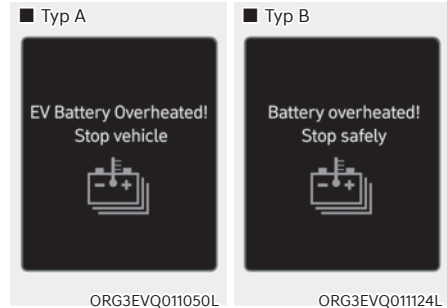 ■ Typ A
EV Battery Overheated!
Stop vehicle
ORG3EVQ011050L
■ Typ B
Battery overheated!
Stop safely
ORG3EVQ011124L